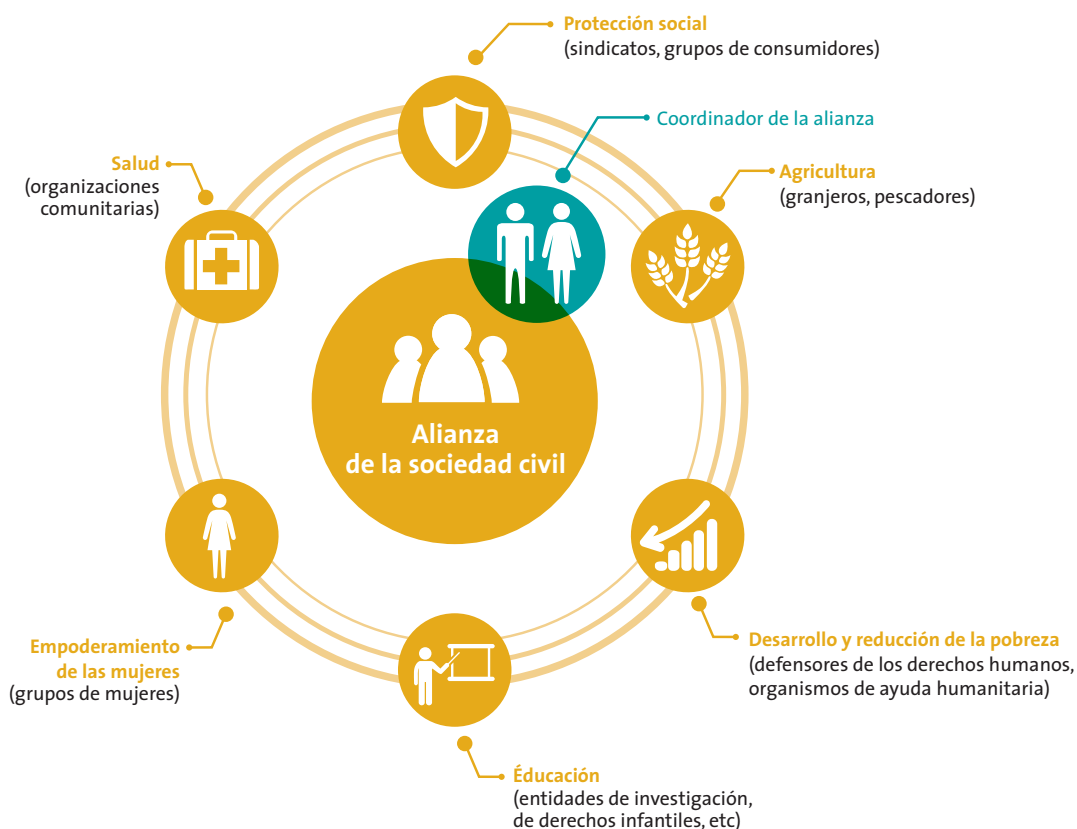 Protección social
(sindicatos, grupos de consumidores)
Coordinador de la alianza
Salud
(organizaciones
comunitarias)
Agricultura
(granjeros, pescadores)
Alianza
de la sociedad civil
Empoderamiento
de las mujeres
(grupos de mujeres)
Desarrollo y reducción de la pobreza
(defensores de los derechos humanos,
organismos de ayuda humanitaria)
Éducación
(entidades de investigación,
de derechos infantiles, etc)